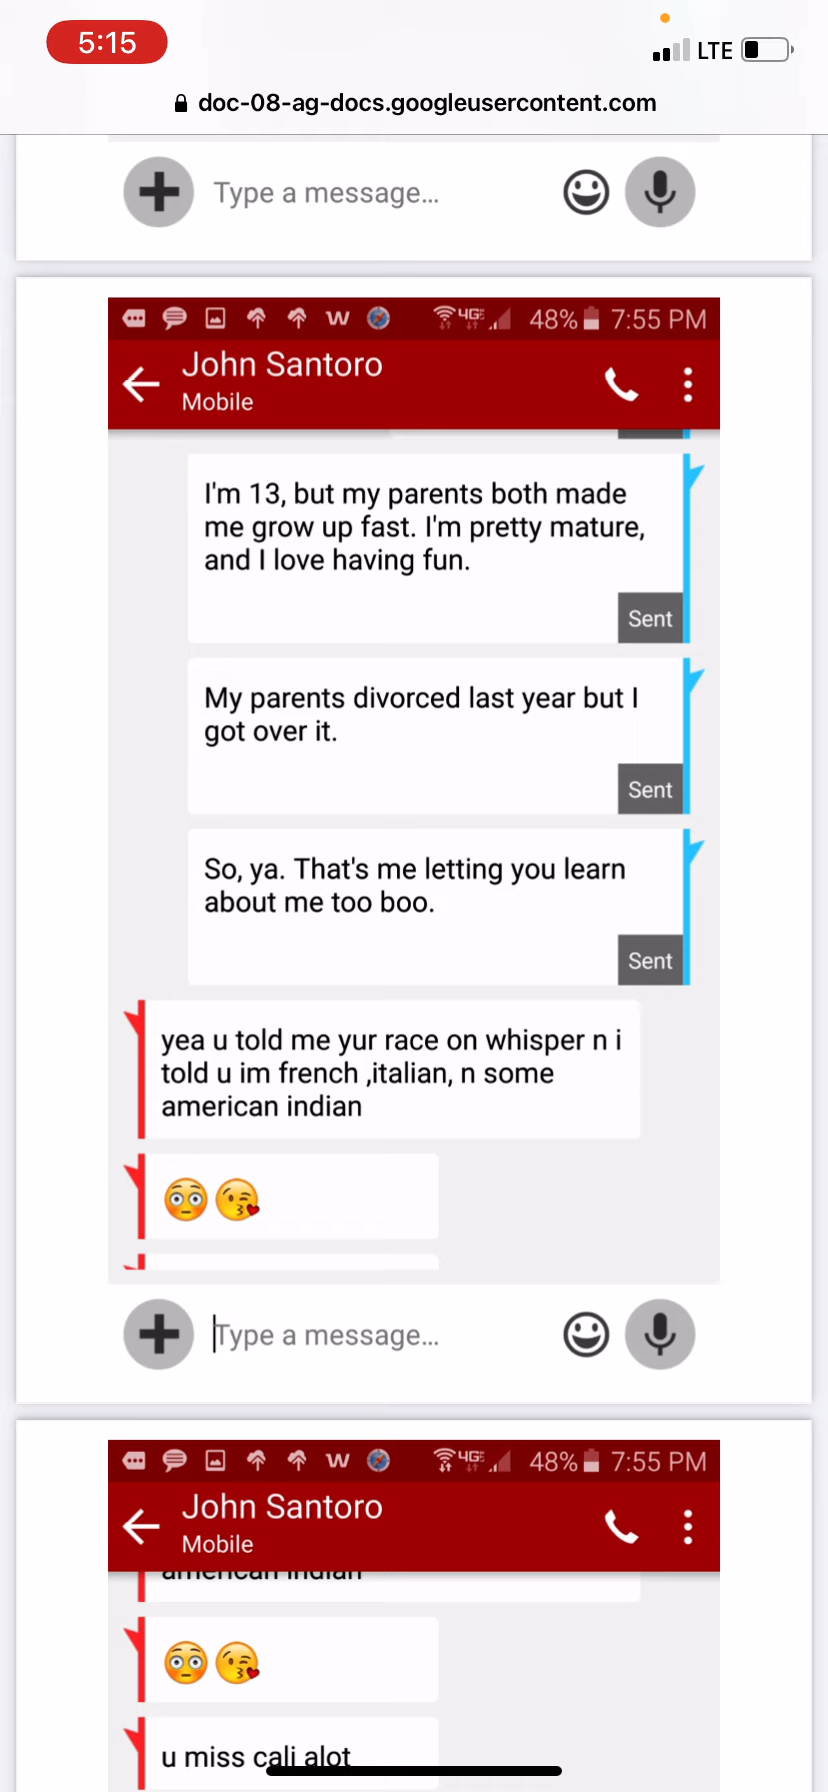 5:15
LTE
doc-08-ag-docs.googleusercontent.com
Type a message...
4G 48% 7:55 PM
John Santoro
Mobile
I'm 13, but my parents both made
me grow up fast. I'm pretty mature,
and I love having fun.
Sent
My parents divorced last year but I
got over it.
Sent
So, ya. That's me letting you learn
about me too boo.
Sent
yea u told me yur race on whisper n i
told u im french ,italian, n some
american indian
Type a message...
4G 48% 7:55 PM
John Santoro
Mobile
american indian
u miss cali alot